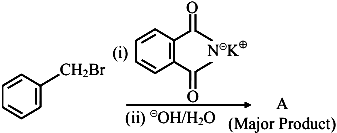 O
CH₂Br (i) N⊖K⊕
O
(ii) ⊖OH/H₂O A
(Major Product)